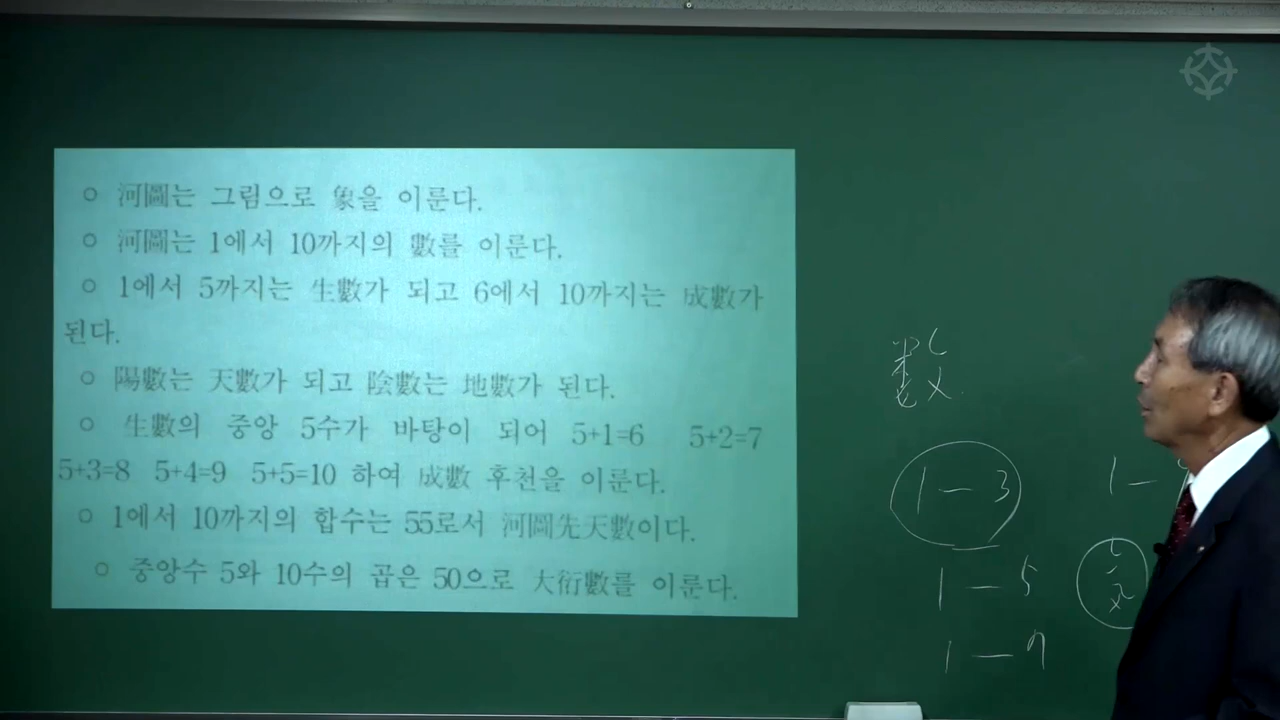 ○ 河圖는 그림으로 象을 이룬다.
○ 河圖는 1에서 10까지의 數를 이룬다.
○ 1에서 5까지는 生數가 되고 6에서 10까지는 成數가
된다.
○ 陽數는 天數가 되고 陰數는 地數가 된다.
○ 生數의 중앙 5수가 바탕이 되어 5+1=6 5+2=7
5+3=8 5+4=9 5+5=10 하여 成數 후천을 이룬다.
○ 1에서 10까지의 합수는 55로서 河圖先天數이다.
○ 중앙수 5와 10수의 곱은 50으로 大衍數를 이룬다.
1－3
1－
1－5
1－9